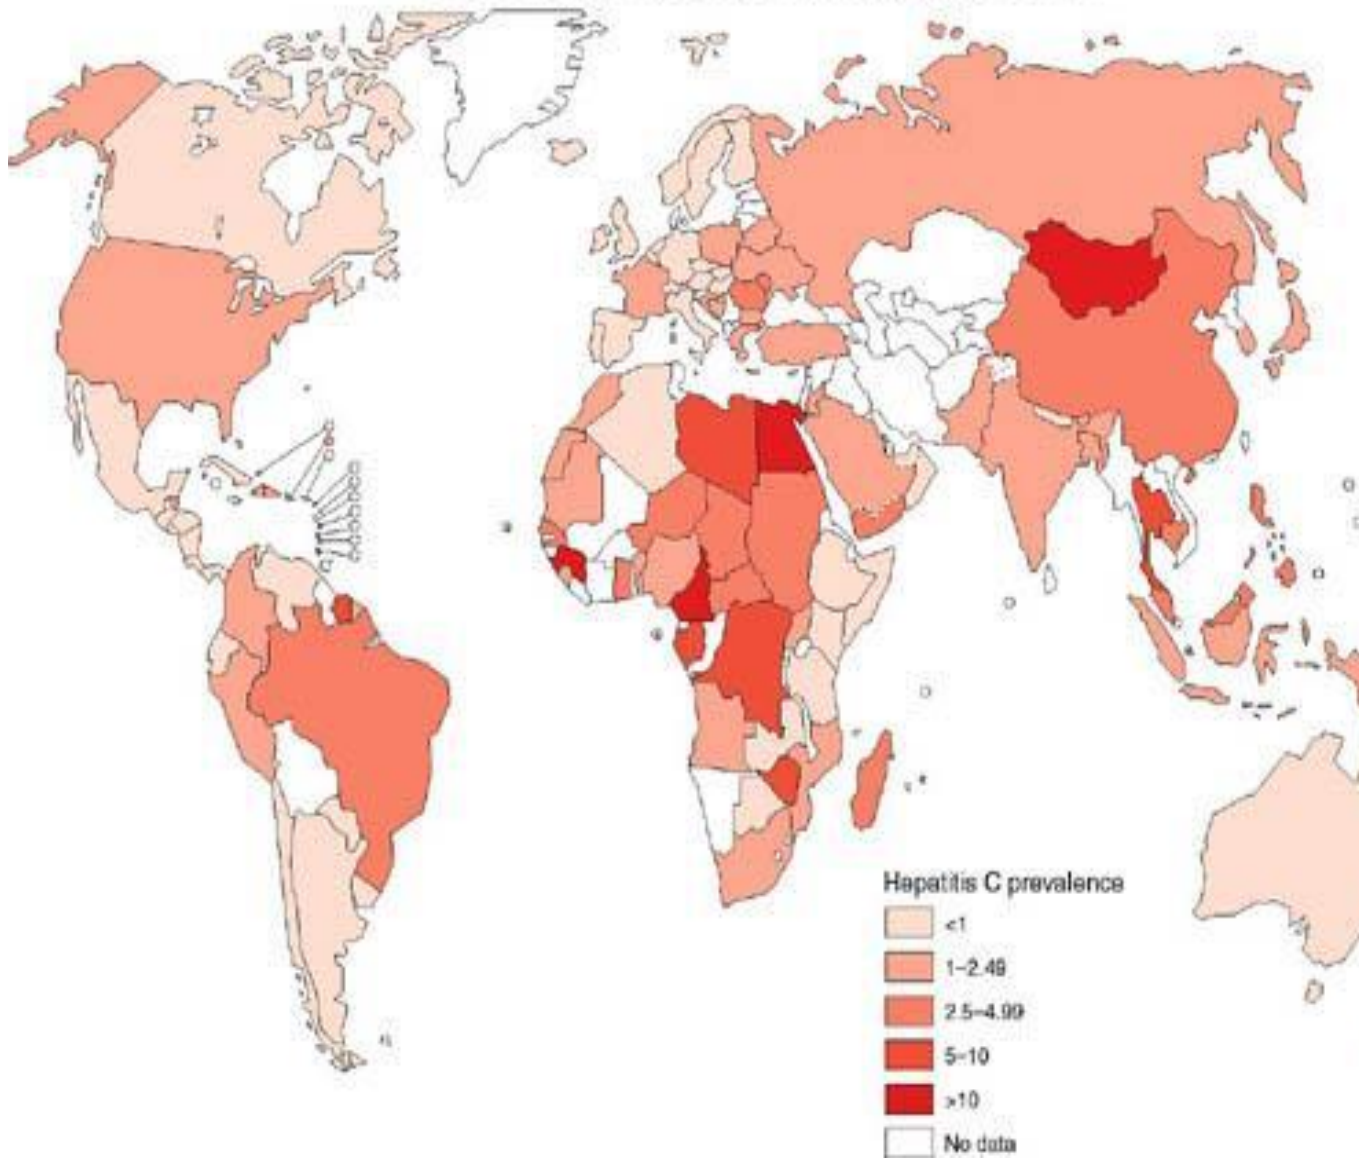 Hepatitis C prevalence
<1
1–2.49
2.5–4.99
5–10
>10
No data